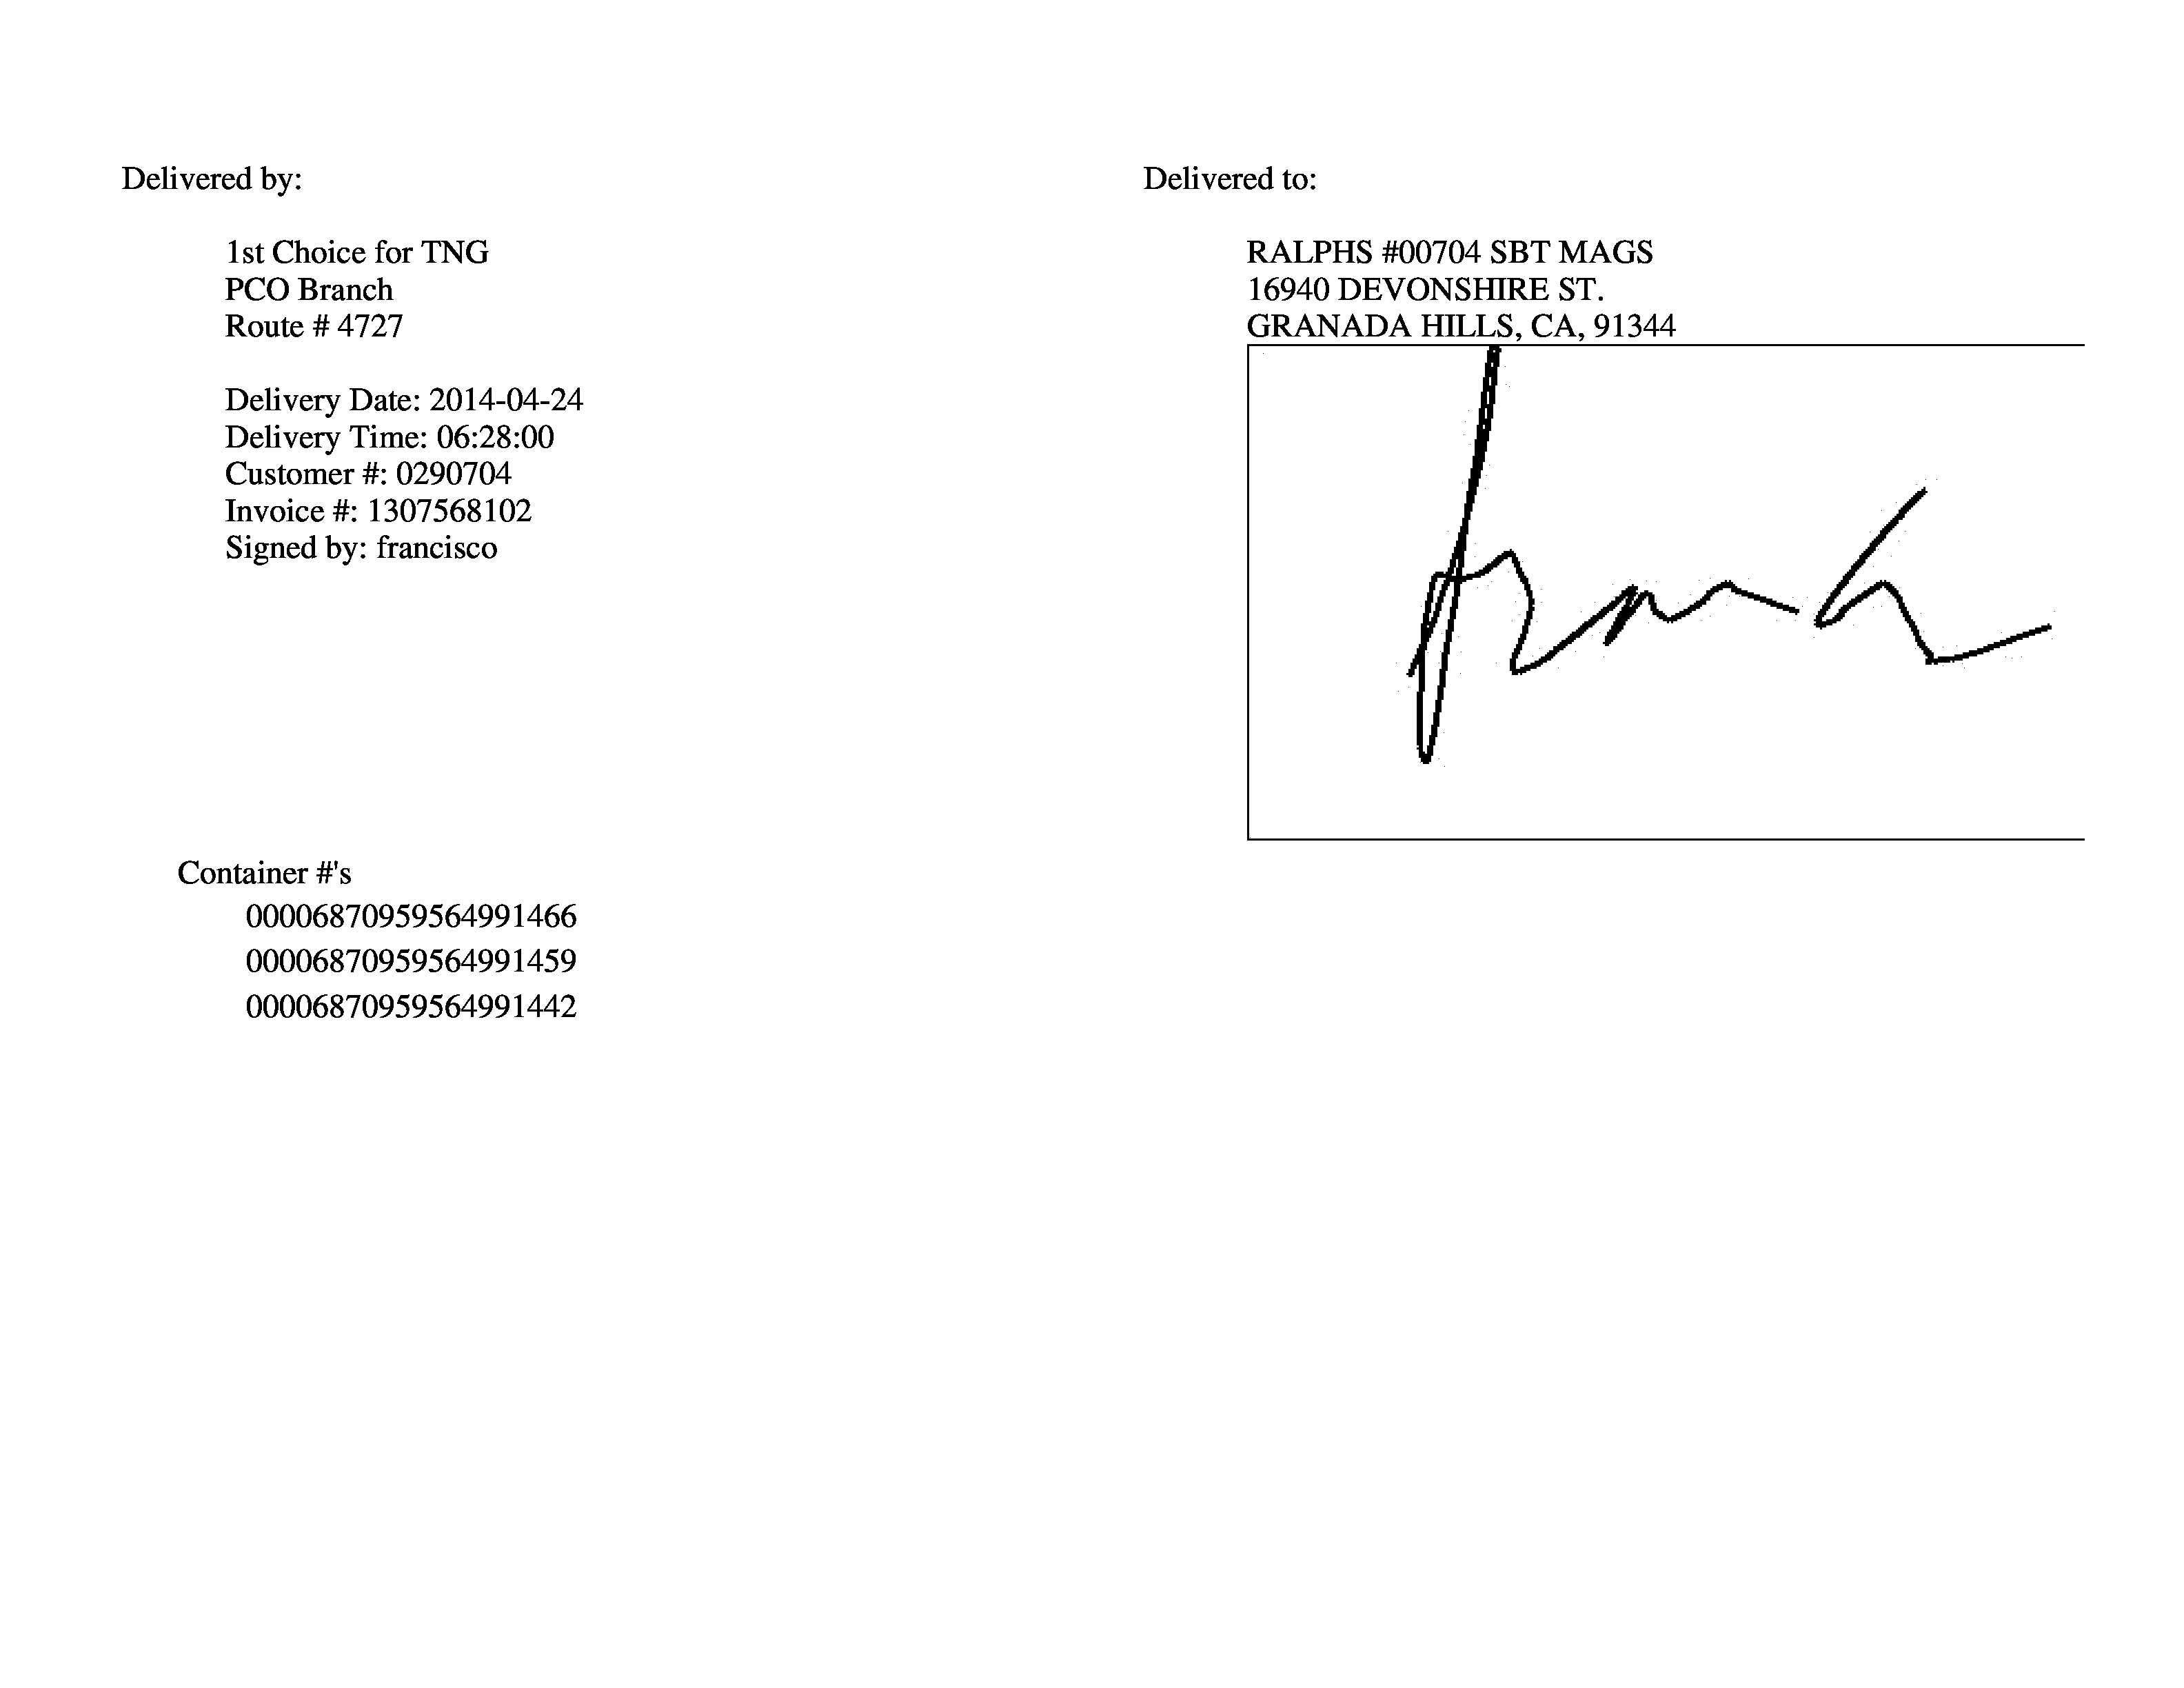 Delivered by:
1st Choice for TNG
PCO Branch
Route # 4727
Delivery Date: 2014-04-24
Delivery Time: 06:28:00
Customer #: 0290704
Invoice #: 1307568102
Signed by: francisco
Delivered to:
RALPHS #00704 SBT MAGS
16940 DEVONSHIRE ST.
GRANADA HILLS, CA, 91344
Container #'s
00006870959564991466
00006870959564991459
00006870959564991442